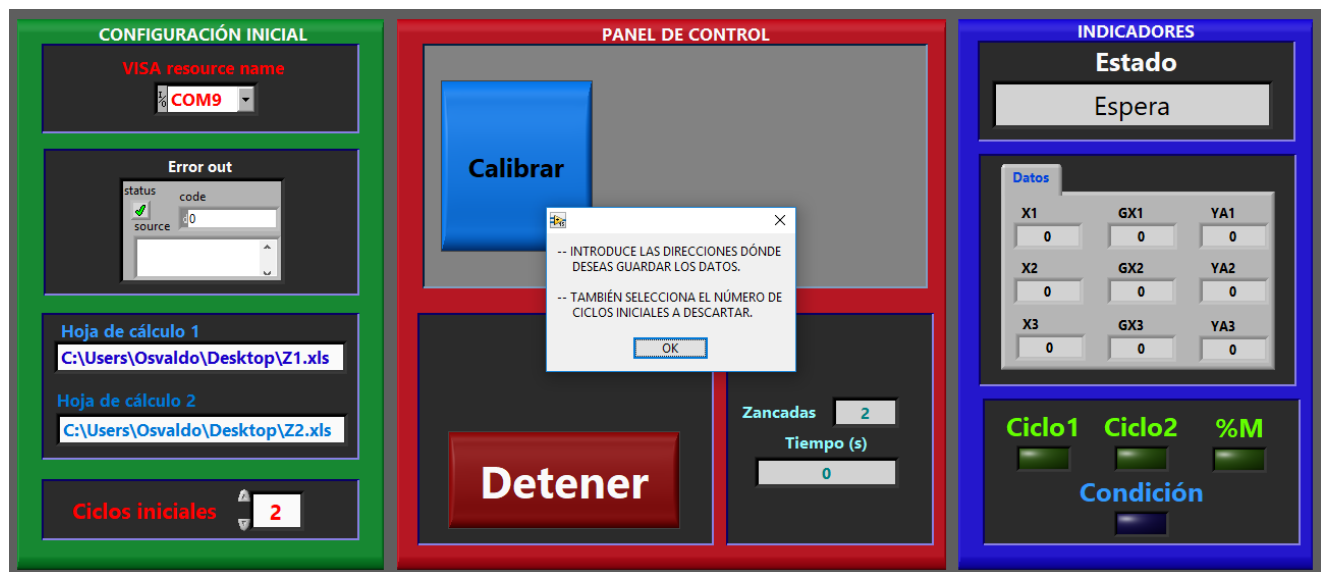 CONFIGURACIÓN INICIAL
VISA resource name
I/O COM9
Error out
status
code
d0
source
Hoja de cálculo 1
C:\Users\Osvaldo\Desktop\Z1.xls
Hoja de cálculo 2
C:\Users\Osvaldo\Desktop\Z2.xls
Ciclos iniciales 2
PANEL DE CONTROL
Calibrar
-- INTRODUCE LAS DIRECCIONES DÓNDE
DESEAS GUARDAR LOS DATOS.
-- TAMBIÉN SELECCIONA EL NÚMERO DE
CICLOS INICIALES A DESCARTAR.
OK
Detener
Zancadas 2
Tiempo (s)
0
INDICADORES
Estado
Espera
Datos
X1 GX1 YA1
0 0 0
X2 GX2 YA2
0 0 0
X3 GX3 YA3
0 0 0
Ciclo1 Ciclo2 %M
Condición